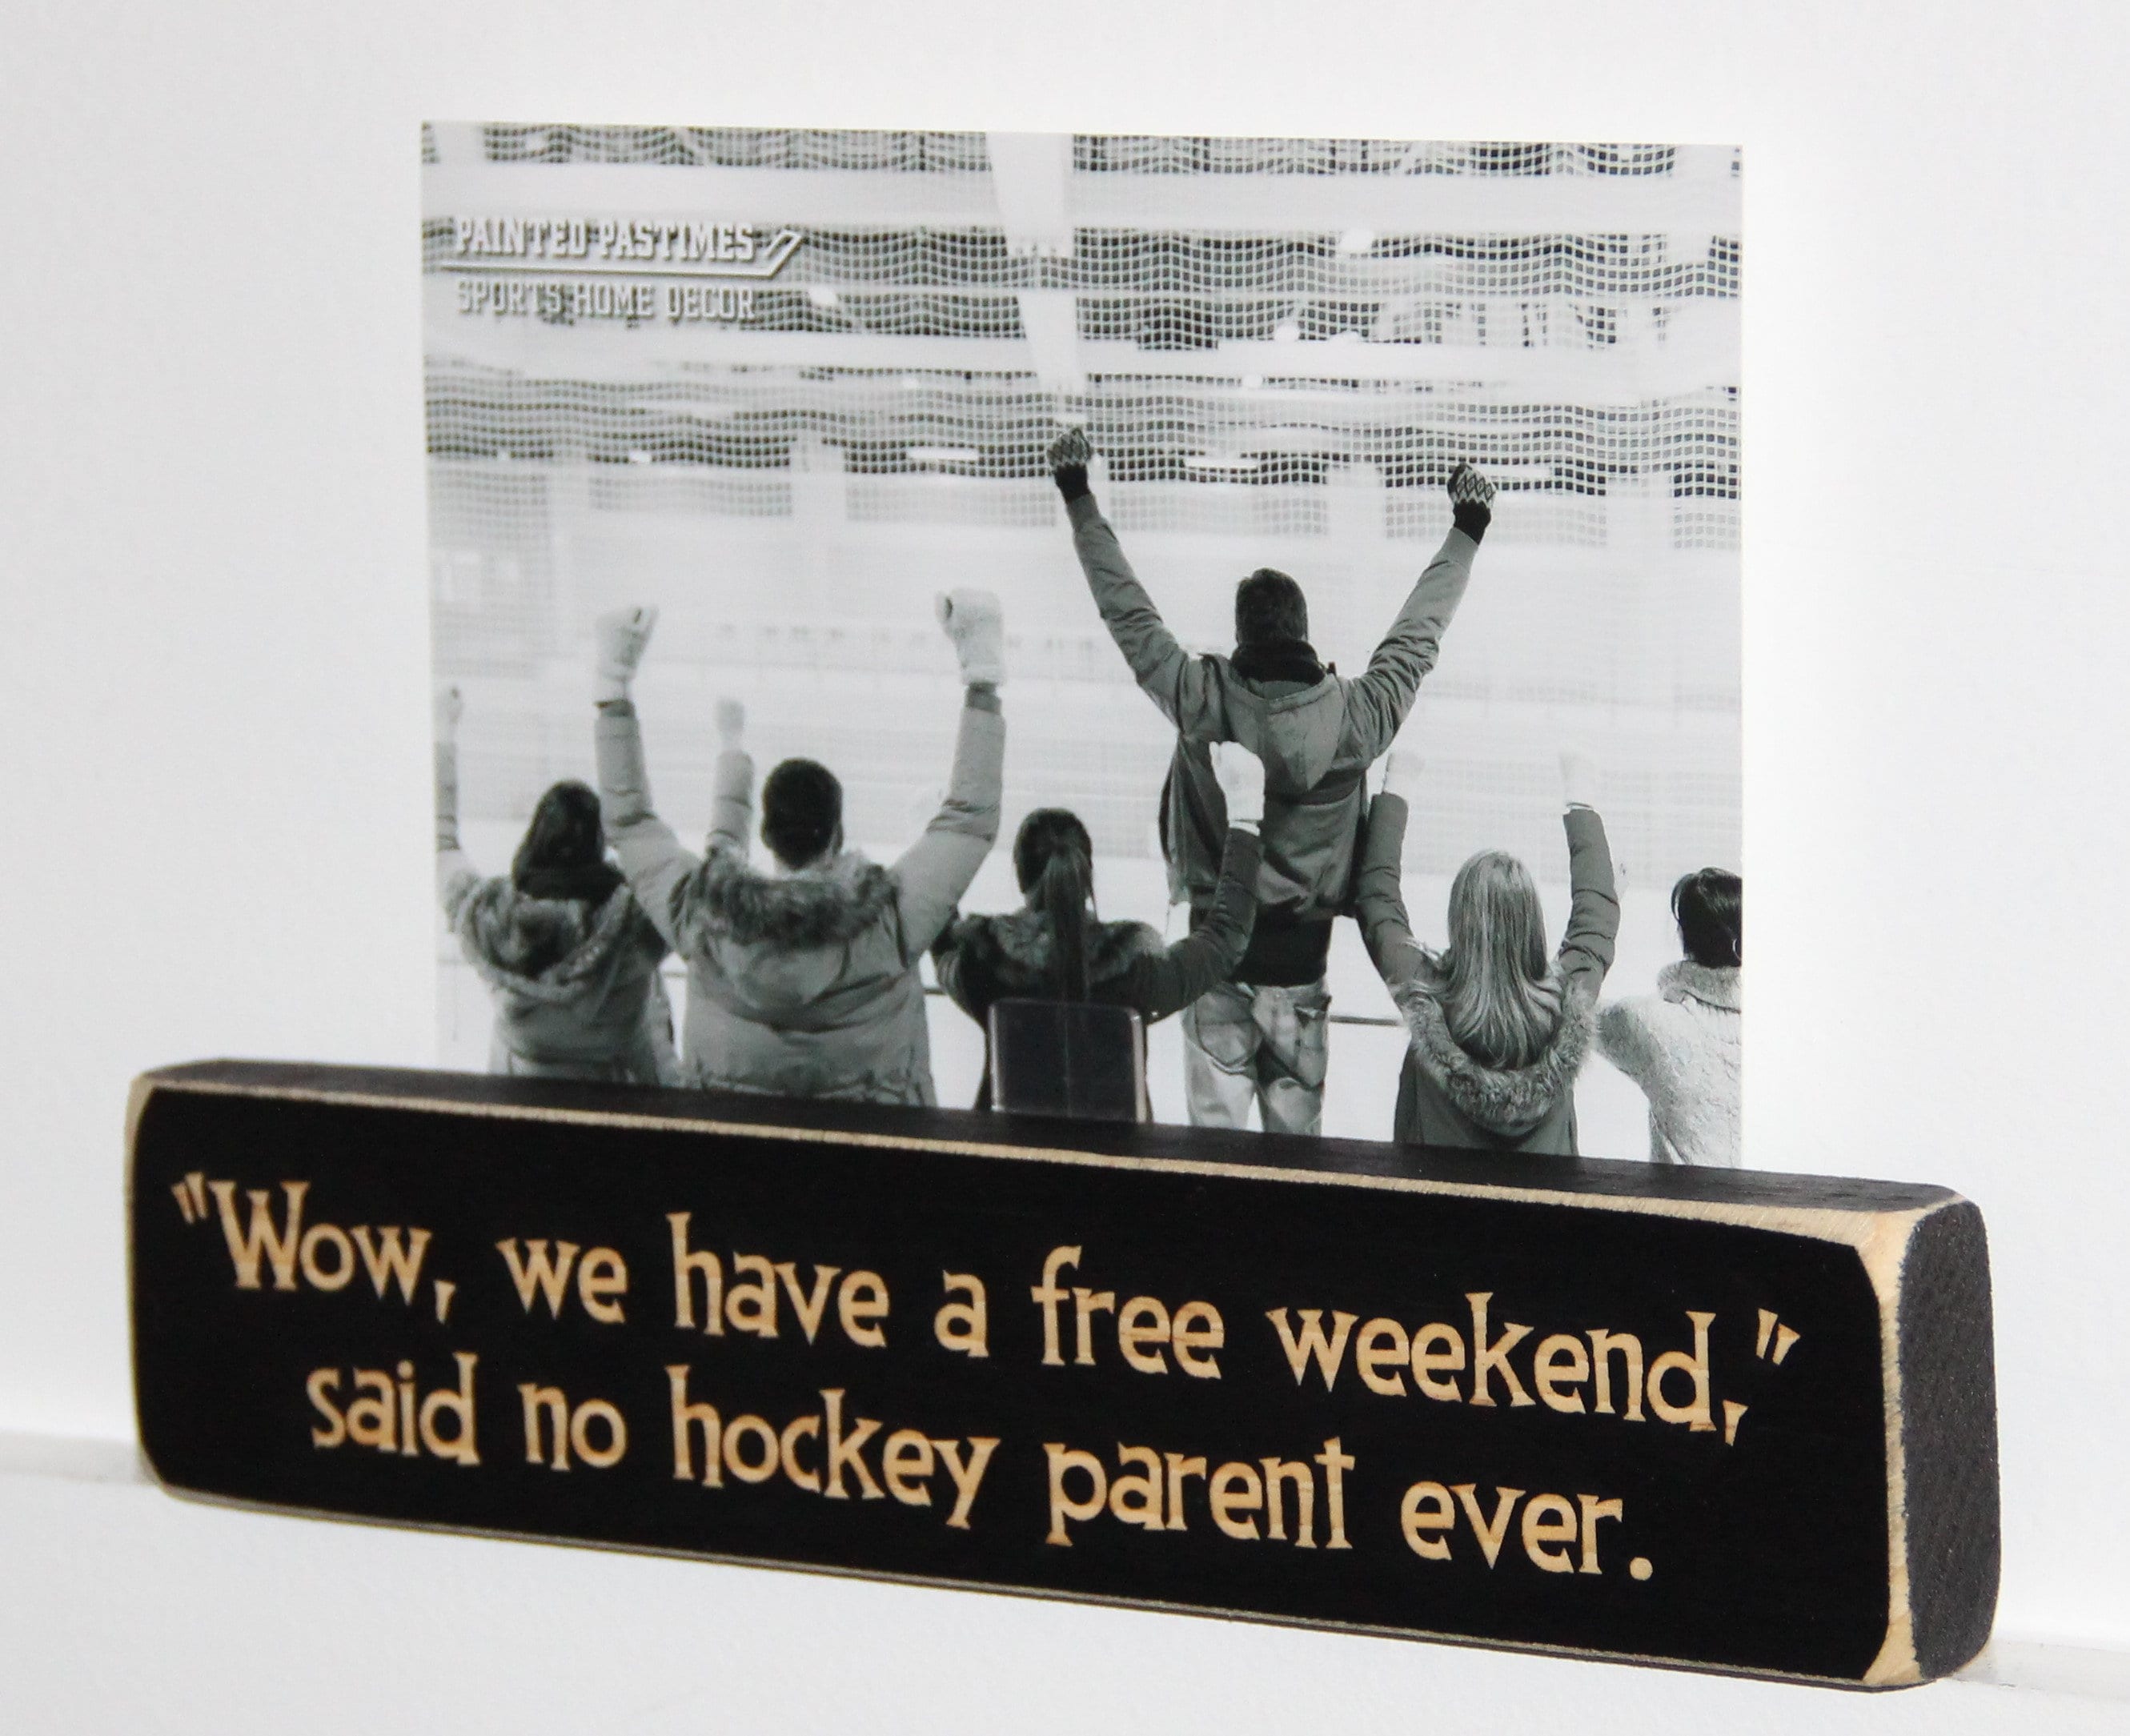 PAINTED PASTIMES
SPORTS HOME DECOR
"Wow, we have a free weekend,"
said no hockey parent ever.